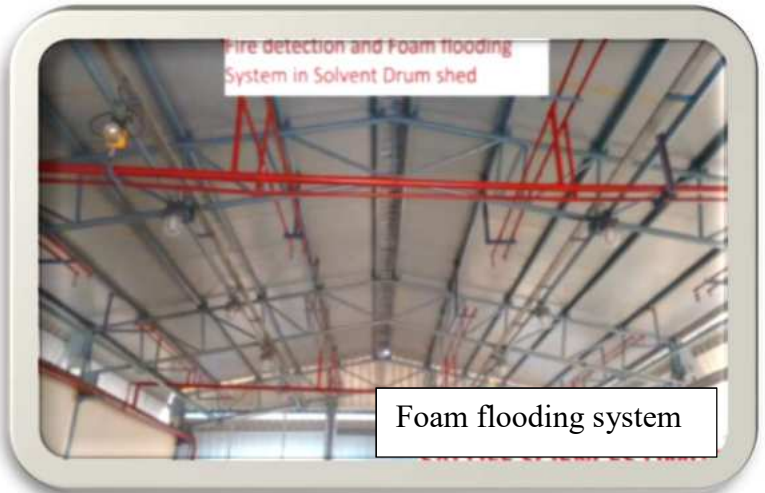 Fire detection and Foam flooding
System in Solvent Drum shed
Foam flooding system